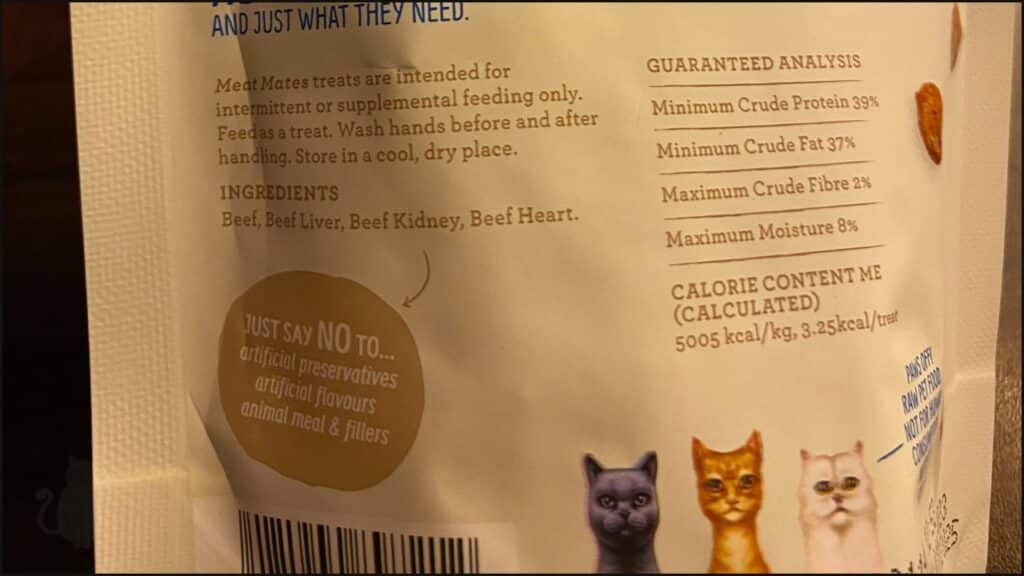 AND JUST WHAT THEY NEED.
Meat Mates treats are intended for
intermittent or supplemental feeding only.
Feed as a treat. Wash hands before and after
handling. Store in a cool, dry place.
INGREDIENTS
Beef, Beef Liver, Beef Kidney, Beef Heart.
JUST SAY NO TO...
artificial preservatives
artificial flavours
animal meal & fillers
GUARANTEED ANALYSIS
Minimum Crude Protein 39%
Minimum Crude Fat 37%
Maximum Crude Fibre 2%
Maximum Moisture 8%
CALORIE CONTENT ME
(CALCULATED)
5005 kcal/kg, 3.25kcal/treat
PAWS OFF!
RAW PET FOOD
NOT FOR